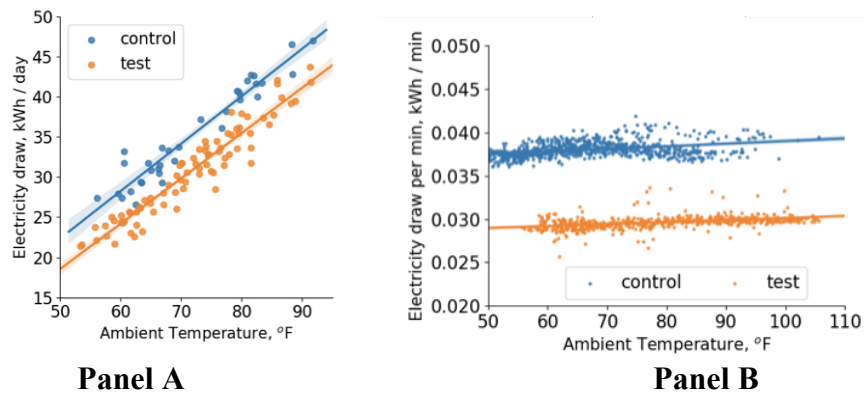 50
45
40
35
30
25
20
15
Electricity draw, kWh / day
control
test
50 60 70 80 90
Ambient Temperature, °F
Panel A
0.050
0.045
0.040
0.035
0.030
0.025
0.020
Electricity draw per min, kWh / min
control test
50 60 70 80 90 100 110
Ambient Temperature, °F
Panel B